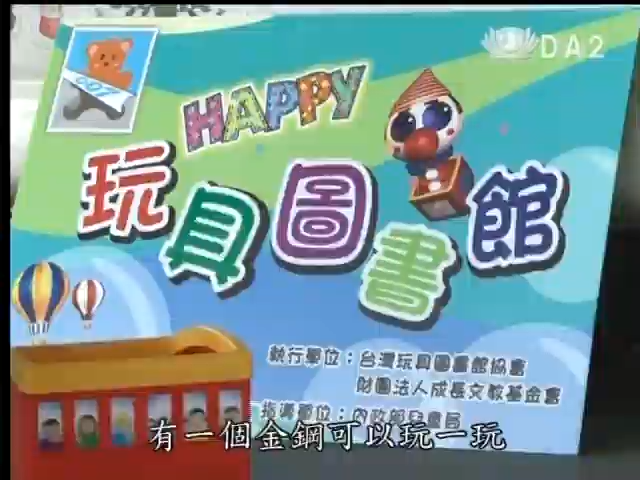 DA2
007
HAPPY
玩具圖書館
執行單位：台灣玩具圖書館協會
財團法人成長文教基金會
指導單位：內政部兒童局
有一個金鋼可以玩一玩